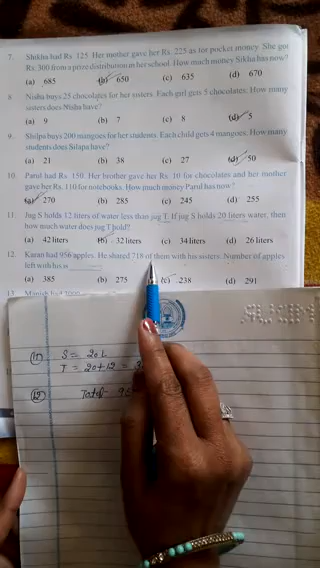 7. Shikha had Rs. 125 Her mother gave her Rs. 225 as for pocket money. She got
Rs. 300 from a prize distribution in her school. How much money Sikha has now?
(a) 685 (b) 650 (c) 635 (d) 670
8. Nisha buys 25 chocolates for her sisters. Each girl gets 5 chocolates. How many
sisters does Nisha have?
(a) 9 (b) 7 (c) 8 (d) 5
9. Shilpa buys 200 mangoes for her students. Each child gets 4 mangoes. How many
students does Silapa have?
(a) 21 (b) 38 (c) 27 (d) 50
10. Parul had Rs. 150. Her brother gave her Rs. 10 for chocolates and her mother
gave her Rs. 110 for notebooks. How much money Parul has now?
(a) 270 (b) 285 (c) 245 (d) 255
11. Jug S holds 12 liters of water less than jug T. If jug S holds 20 liters water, then
how much water does jug T hold?
(a) 42 liters (b) 32 liters (c) 34 liters (d) 26 liters
12. Karan had 956 apples. He shared 718 of them with his sisters. Number of apples
left with his is
(a) 385 (b) 275 (c) 238 (d) 291
13.
11) S = 20 L
T = 20 + 12 =
12) Total-